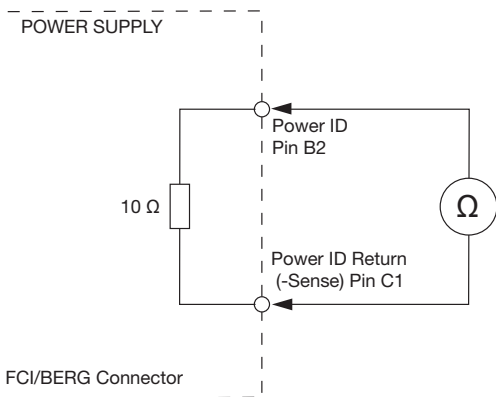 POWER SUPPLY
Power ID
Pin B2
10 Ω
Ω
Power ID Return
(-Sense) Pin C1
FCI/BERG Connector